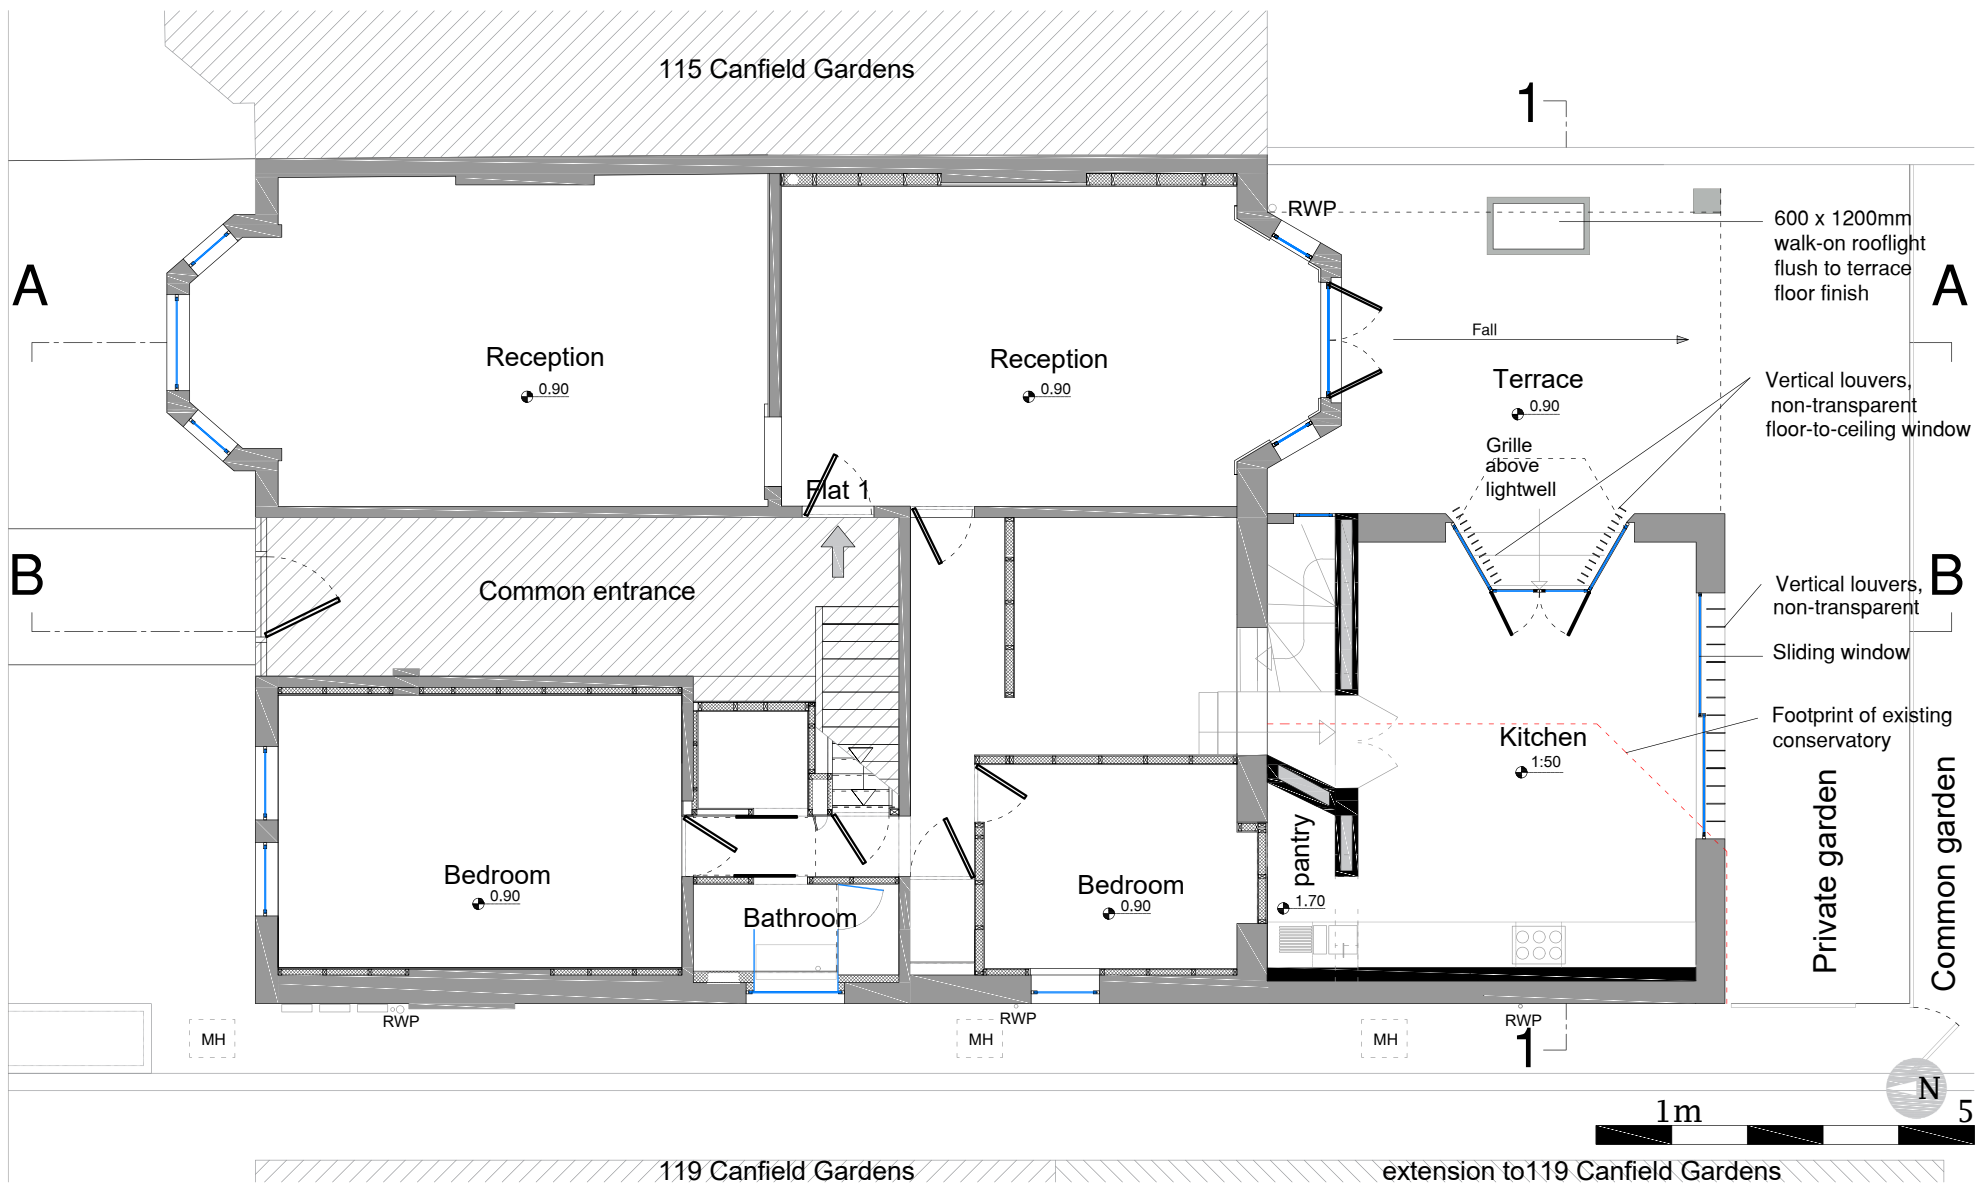 115 Canfield Gardens
1
RWP
600 x 1200mm
walk-on rooflight
flush to terrace
floor finish
A
A
Fall
Reception
0.90
Reception
0.90
Terrace
0.90
Vertical louvers,
non-transparent
floor-to-ceiling window
Grille
above
lightwell
Flat 1
B
B
Common entrance
Vertical louvers,
non-transparent
Sliding window
Footprint of existing
conservatory
Kitchen
1:50
Bedroom
0.90
Bathroom
Bedroom
0.90
pantry
1.70
Private garden
Common garden
RWP
RWP
RWP
MH
MH
MH
1
N
1m
5
119 Canfield Gardens
extension to119 Canfield Gardens